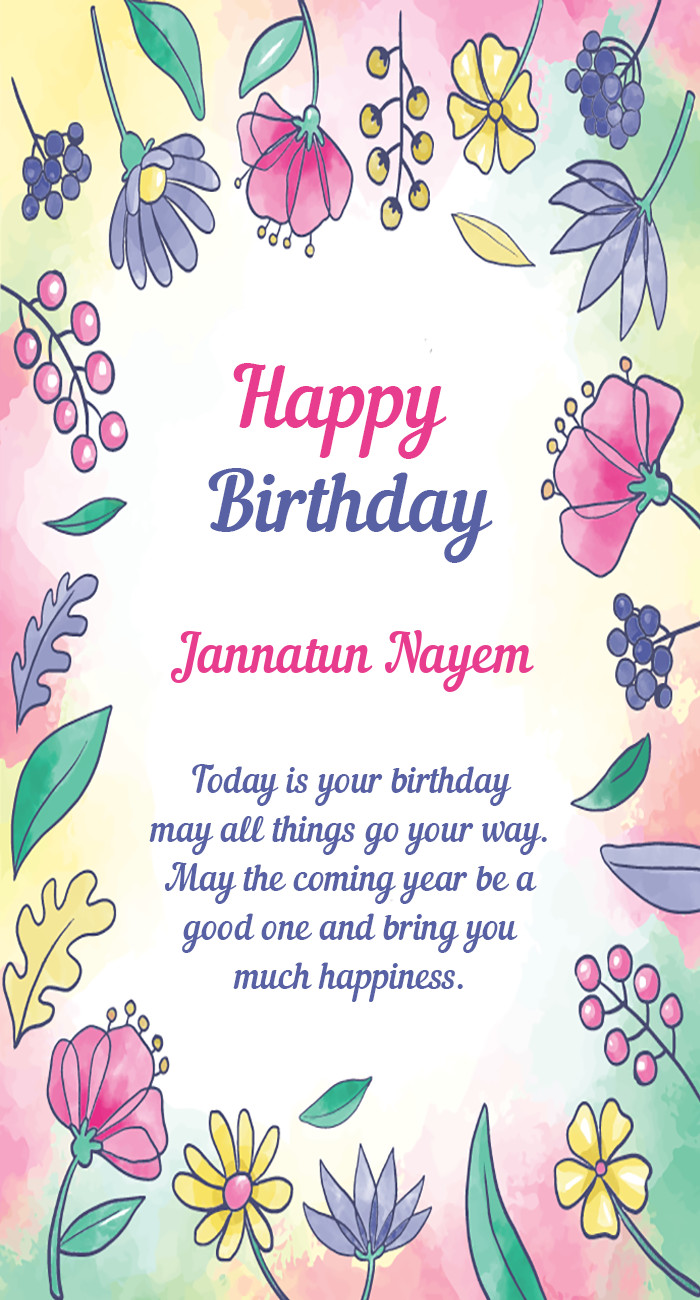 Happy
Birthday
Jannatun Nayem
Today is your birthday
may all things go your way.
May the coming year be a
good one and bring you
much happiness.